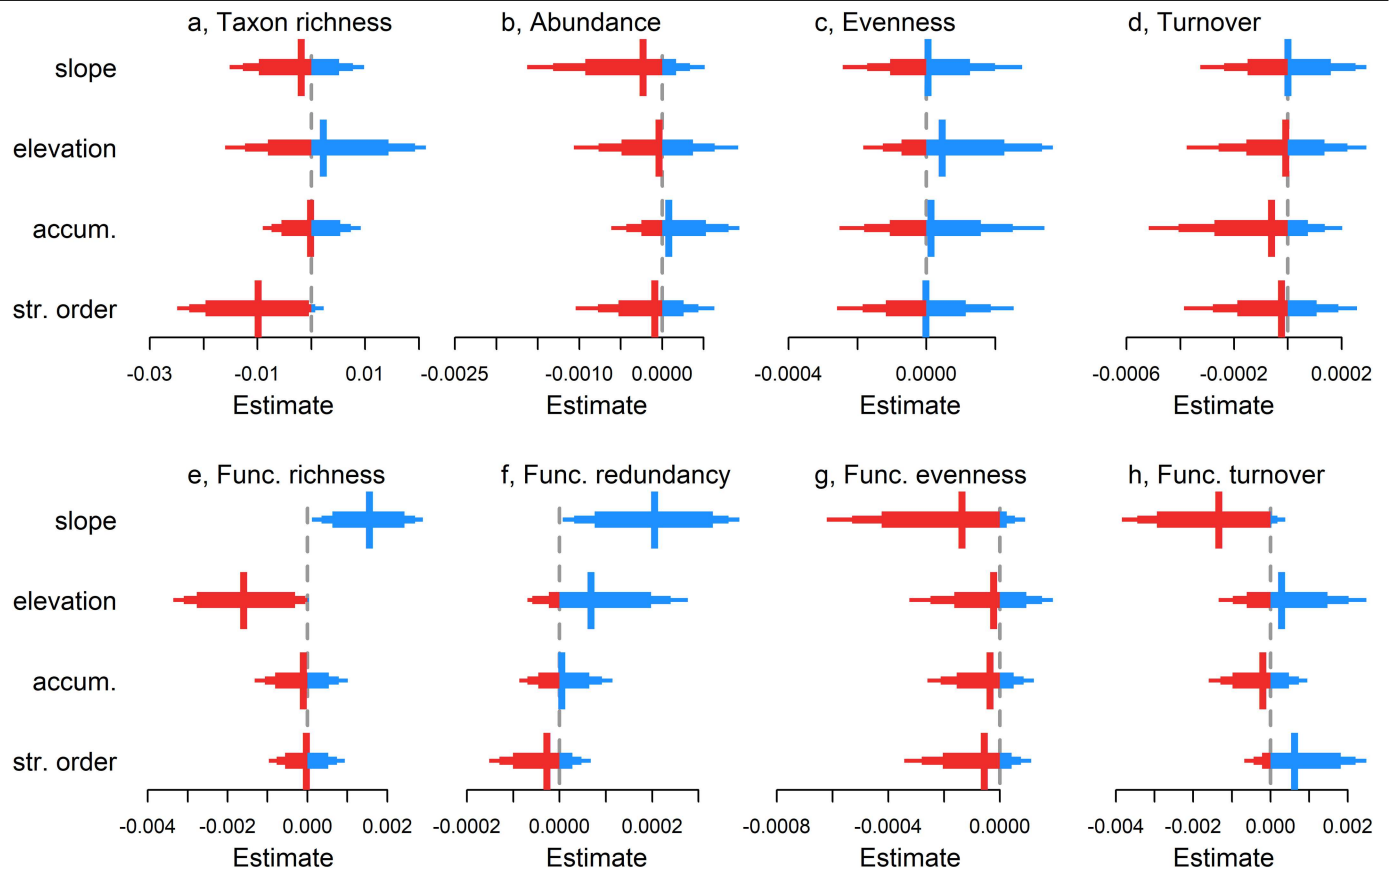 a, Taxon richness b, Abundance c, Evenness d, Turnover
slope
elevation
accum.
str. order
-0.03 -0.01 0.01 -0.0025 -0.0010 0.0000 -0.0004 0.0000 -0.0006 -0.0002 0.0002
Estimate Estimate Estimate Estimate
e, Func. richness f, Func. redundancy g, Func. evenness h, Func. turnover
slope
elevation
accum.
str. order
-0.004 -0.002 0.000 0.002 -0.0002 0.0000 0.0002 -0.0008 -0.0004 0.0000 -0.004 -0.002 0.000 0.002
Estimate Estimate Estimate Estimate